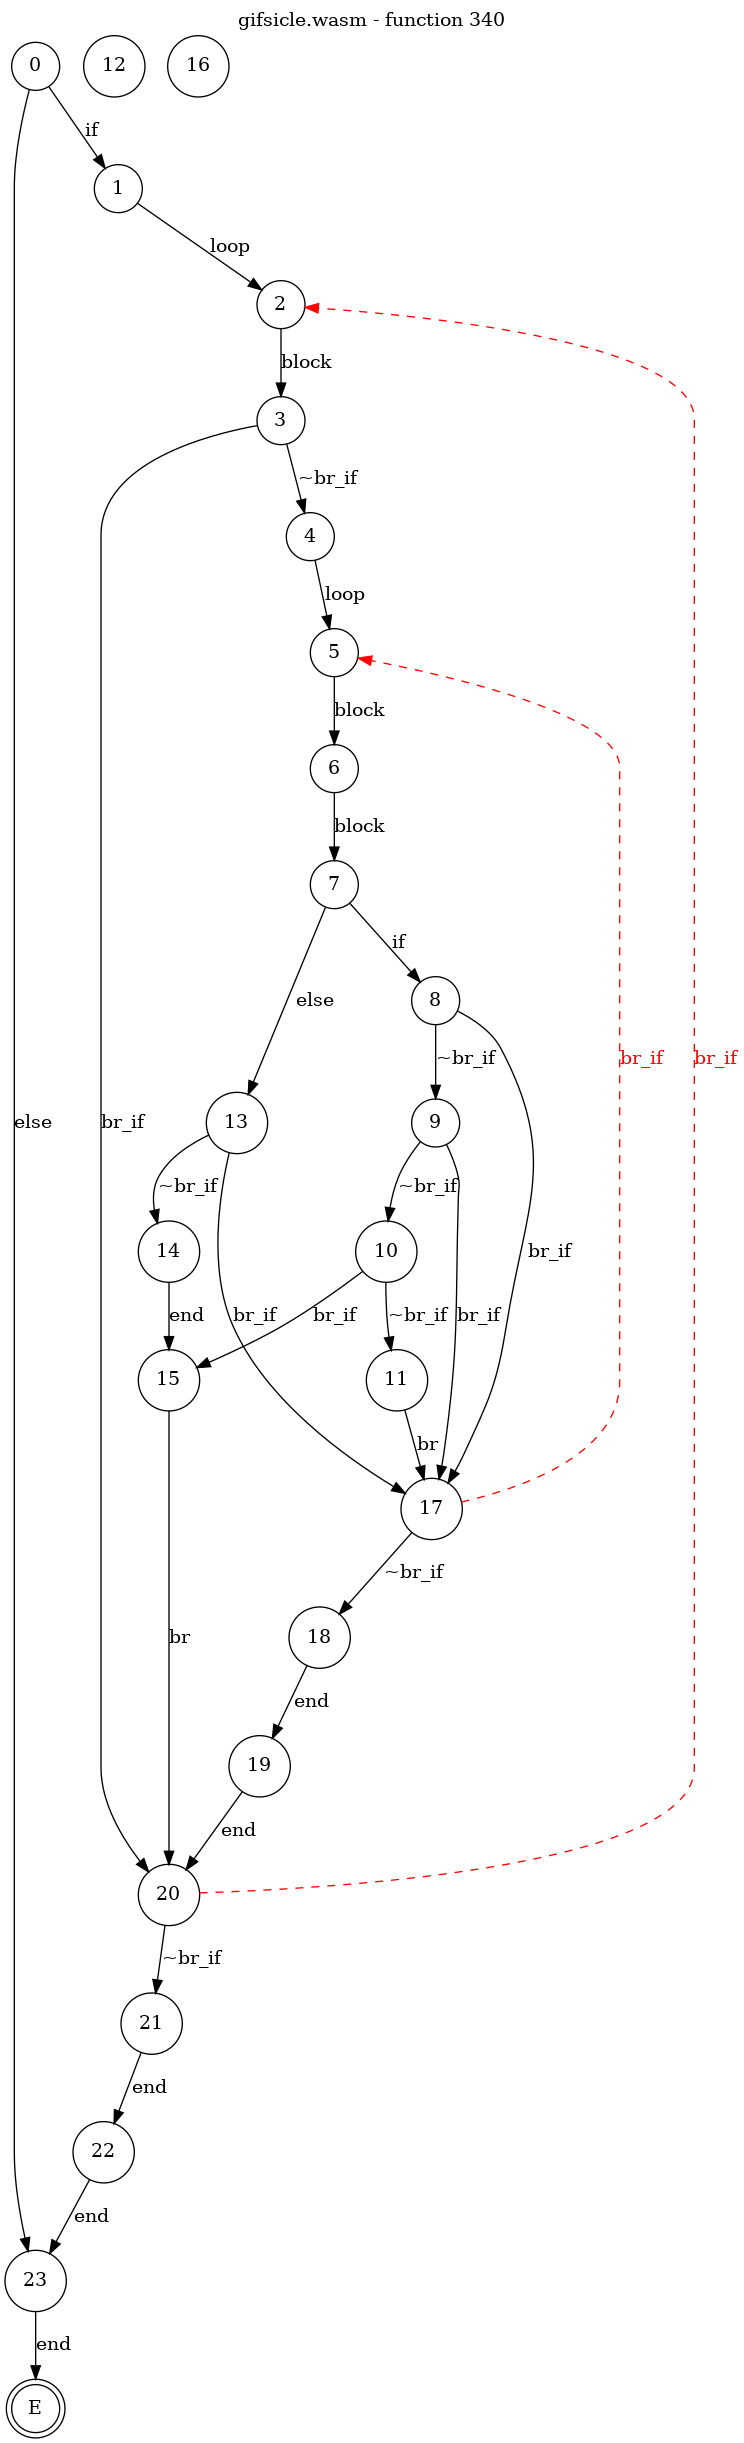 gifsicle.wasm - function 340
0
12
16
if
1
loop
2
block
3
~br_if
4
loop
5
block
6
block
7
if
8
else
~br_if
br_if
br_if
else
br_if
13
9
~br_if
~br_if
14
10
br_if
end
br_if
br_if
~br_if
br_if
15
11
br
17
~br_if
18
br
end
19
end
20
~br_if
21
end
22
end
23
end
E